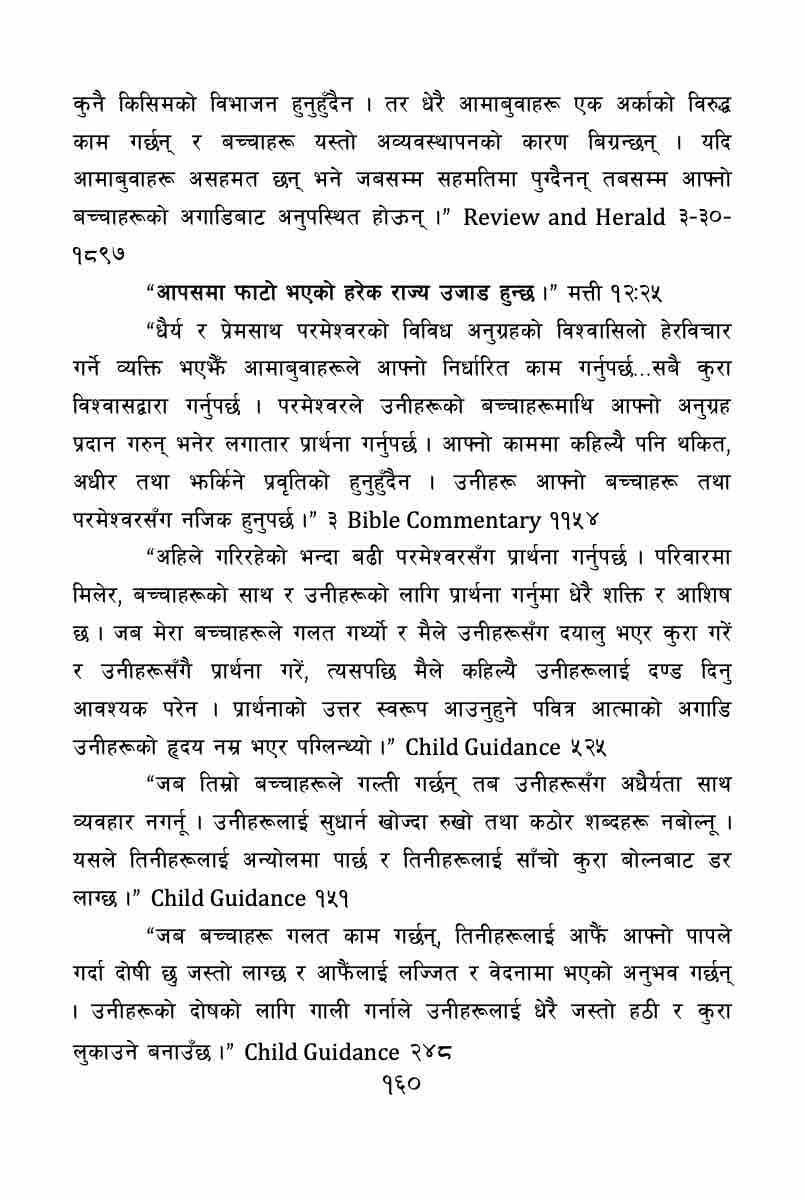 कुनै किसिमको विभाजन हुनुहुँदैन । तर धेरै आमाबुवाहरू एक अर्काको विरुद्ध
काम गर्छन् र बच्चाहरू यस्तो अव्यवस्थापनको कारण बिग्रन्छन् । यदि
आमाबुवाहरू असहमत छन् भने जबसम्म सहमतिमा पुग्दैनन् तबसम्म आफ्नो
बच्चाहरूको अगाडिबाट अनुपस्थित होऊन् ।” Review and Herald ३-३०-
१८९७
“आपसमा फाटो भएको हरेक राज्य उजाड हुन्छ ।” मत्ती १२:२५
“धैर्य र प्रेमसाथ परमेश्वरको विविध अनुग्रहको विश्वासिलो हेरविचार
गर्ने व्यक्ति भएझैँ आमाबुवाहरूले आफ्नो निर्धारित काम गर्नुपर्छ...सबै कुरा
विश्वासद्वारा गर्नुपर्छ । परमेश्वरले उनीहरूको बच्चाहरूमाथि आफ्नो अनुग्रह
प्रदान गरुन् भनेर लगातार प्रार्थना गर्नुपर्छ । आफ्नो काममा कहिल्यै पनि थकित,
अधीर तथा झर्किने प्रवृतिको हुनुहुँदैन । उनीहरू आफ्नो बच्चाहरू तथा
परमेश्वरसँग नजिक हुनुपर्छ ।” ३ Bible Commentary ११५४
“अहिले गरिरहेको भन्दा बढी परमेश्वरसँग प्रार्थना गर्नुपर्छ । परिवारमा
मिलेर, बच्चाहरूको साथ र उनीहरूको लागि प्रार्थना गर्नुमा धेरै शक्ति र आशिष
छ । जब मेरा बच्चाहरूले गलत गर्थ्यो र मैले उनीहरूसँग दयालु भएर कुरा गरें
र उनीहरूसँगै प्रार्थना गरें, त्यसपछि मैले कहिल्यै उनीहरूलाई दण्ड दिनु
आवश्यक परेन । प्रार्थनाको उत्तर स्वरूप आउनुहुने पवित्र आत्माको अगाडि
उनीहरूको हृदय नम्र भएर पग्लिन्थ्यो ।” Child Guidance ५२५
“जब तिम्रो बच्चाहरूले गल्ती गर्छन् तब उनीहरूसँग अधैर्यता साथ
व्यवहार नगर्नू । उनीहरूलाई सुधार्न खोज्दा रुखो तथा कठोर शब्दहरू नबोल्नू ।
यसले तिनीहरूलाई अन्योलमा पार्छ र तिनीहरूलाई साँचो कुरा बोल्नबाट डर
लाग्छ ।” Child Guidance १५१
“जब बच्चाहरू गलत काम गर्छन्, तिनीहरूलाई आफैं आफ्नो पापले
गर्दा दोषी छु जस्तो लाग्छ र आफैंलाई लज्जित र वेदनामा भएको अनुभव गर्छन्
। उनीहरूको दोषको लागि गाली गर्नाले उनीहरूलाई धेरै जस्तो हठी र कुरा
लुकाउने बनाउँछ ।” Child Guidance २४८
१६०